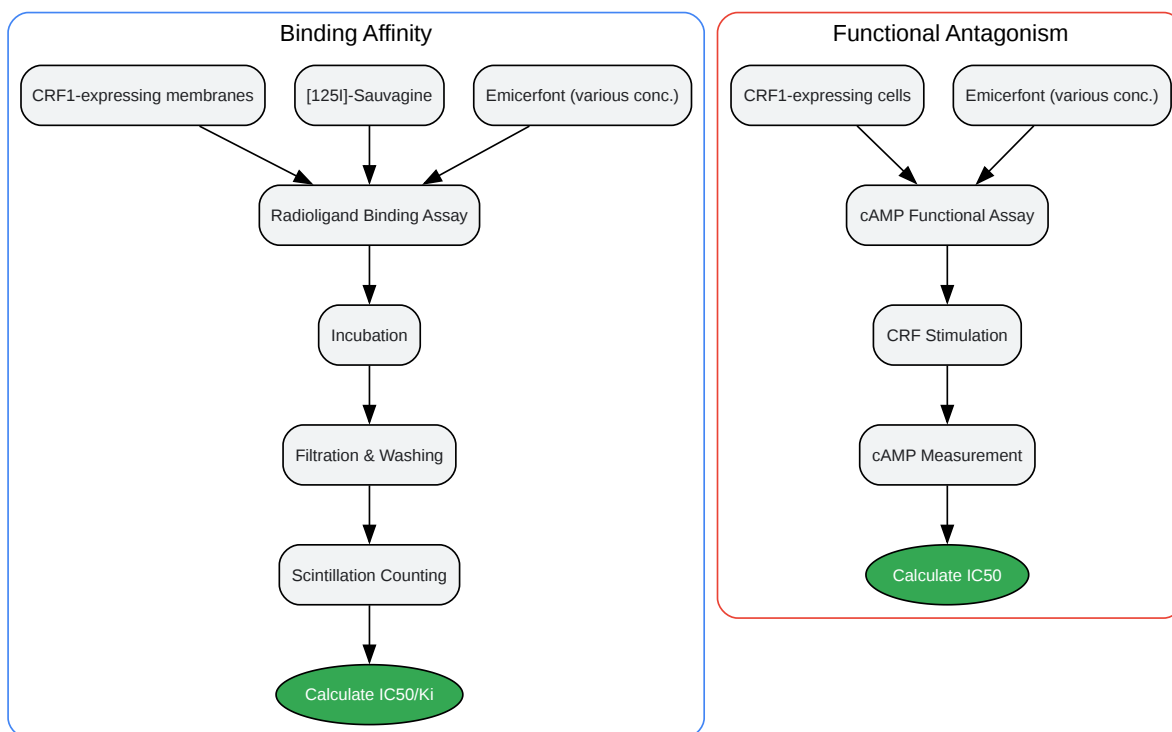 Binding Affinity
CRF1-expressing membranes
[125I]-Sauvagine
Emicerfont (various conc.)
Radioligand Binding Assay
Incubation
Filtration & Washing
Scintillation Counting
Calculate IC50/Ki
Functional Antagonism
CRF1-expressing cells
Emicerfont (various conc.)
cAMP Functional Assay
CRF Stimulation
cAMP Measurement
Calculate IC50